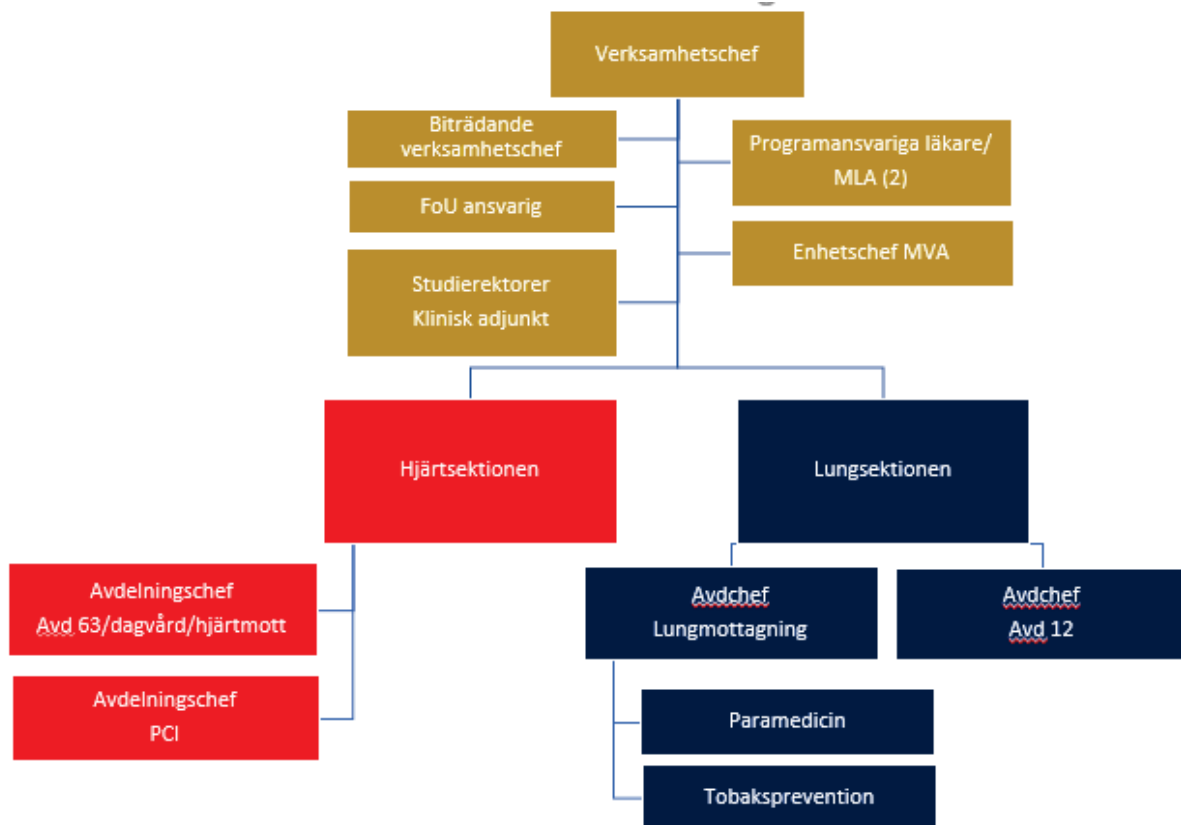 Verksamhetschef
Biträdande
verksamhetschef
Programansvariga läkare/
MLA (2)
FoU ansvarig
Enhetschef MVA
Studierektorer
Klinisk adjunkt
Hjärtsektionen
Lungsektionen
Avdelningschef
Avd 63/dagvård/hjärtmott
Avdelningschef
PCI
Avdchef
Lungmottagning
Avdchef
Avd 12
Paramedicin
Tobaksprevention